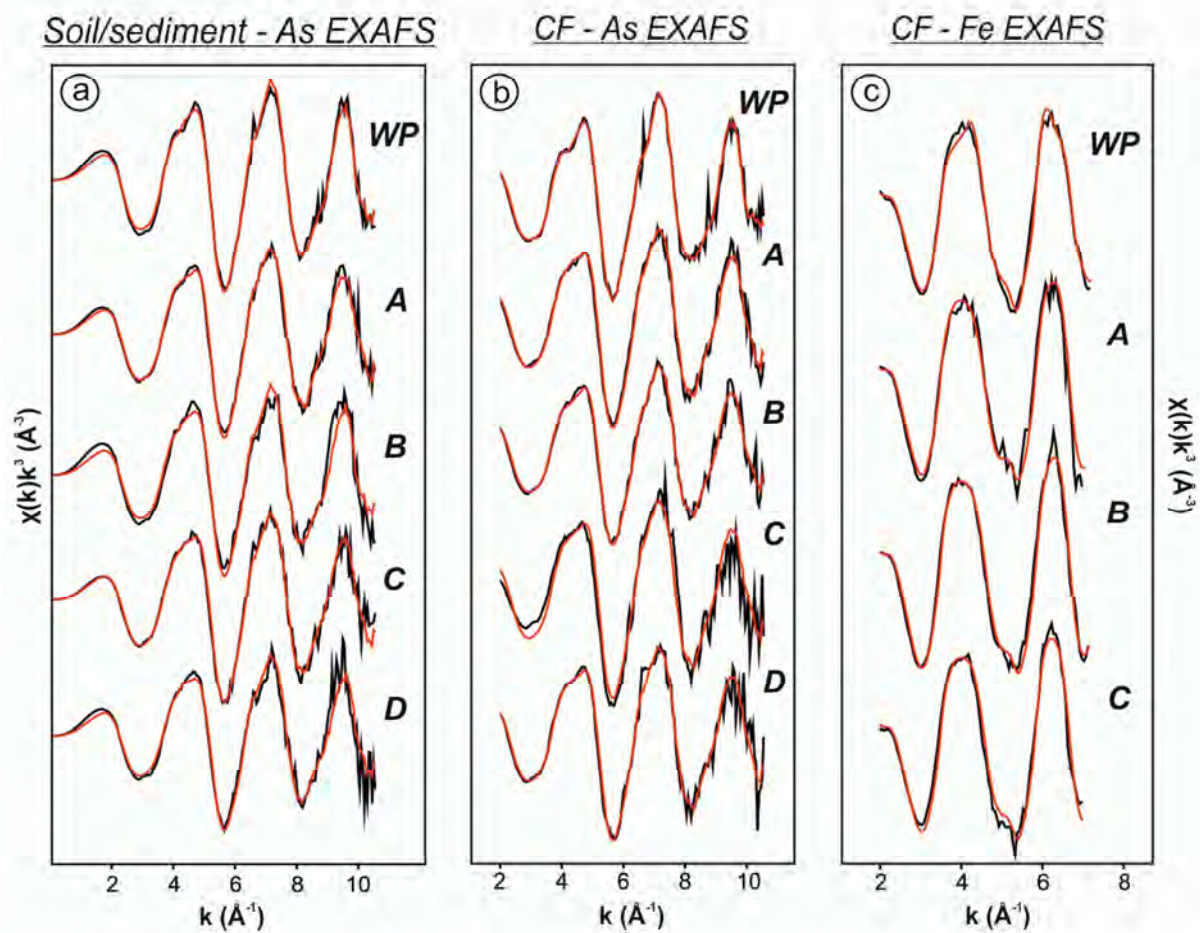 Soil/sediment - As EXAFS
CF - As EXAFS
CF - Fe EXAFS
a
b
c
WP
A
B
C
D
WP
A
B
C
D
WP
A
B
C
χ(k)k³ (Å⁻³)
χ(k)k³ (Å⁻³)
2 4 6 8 10
2 4 6 8 10
2 4 6 8
k (Å⁻¹)
k (Å⁻¹)
k (Å⁻¹)